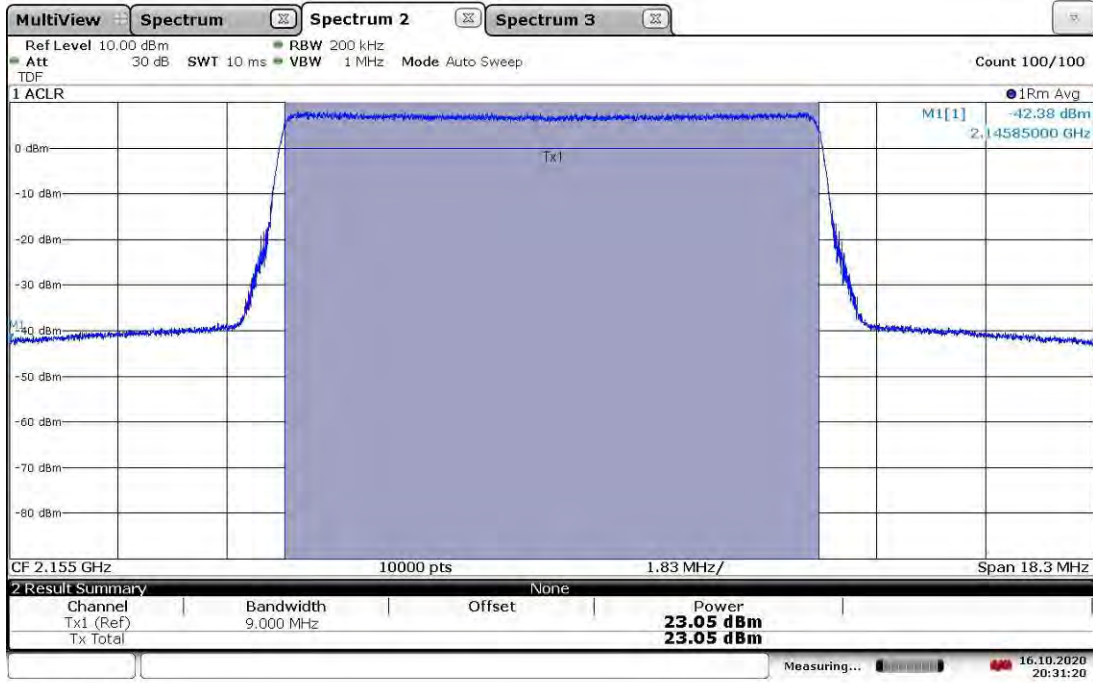 MultiView Spectrum Spectrum 2 Spectrum 3
Ref Level 10.00 dBm RBW 200 kHz
Att 30 dB SWT 10 ms VBW 1 MHz Mode Auto Sweep Count 100/100
TDF
1 ACLR 1Rm Avg
M1[1] -42.38 dBm
2.14585000 GHz
0 dBm
Tx1
-10 dBm
-20 dBm
-30 dBm
M1
-40 dBm
-50 dBm
-60 dBm
-70 dBm
-80 dBm
CF 2.155 GHz 10000 pts 1.83 MHz/ Span 18.3 MHz
2 Result Summary None
Channel Bandwidth Offset Power
Tx1 (Ref) 9.000 MHz 23.05 dBm
Tx Total 23.05 dBm
Measuring... 16.10.2020
20:31:20